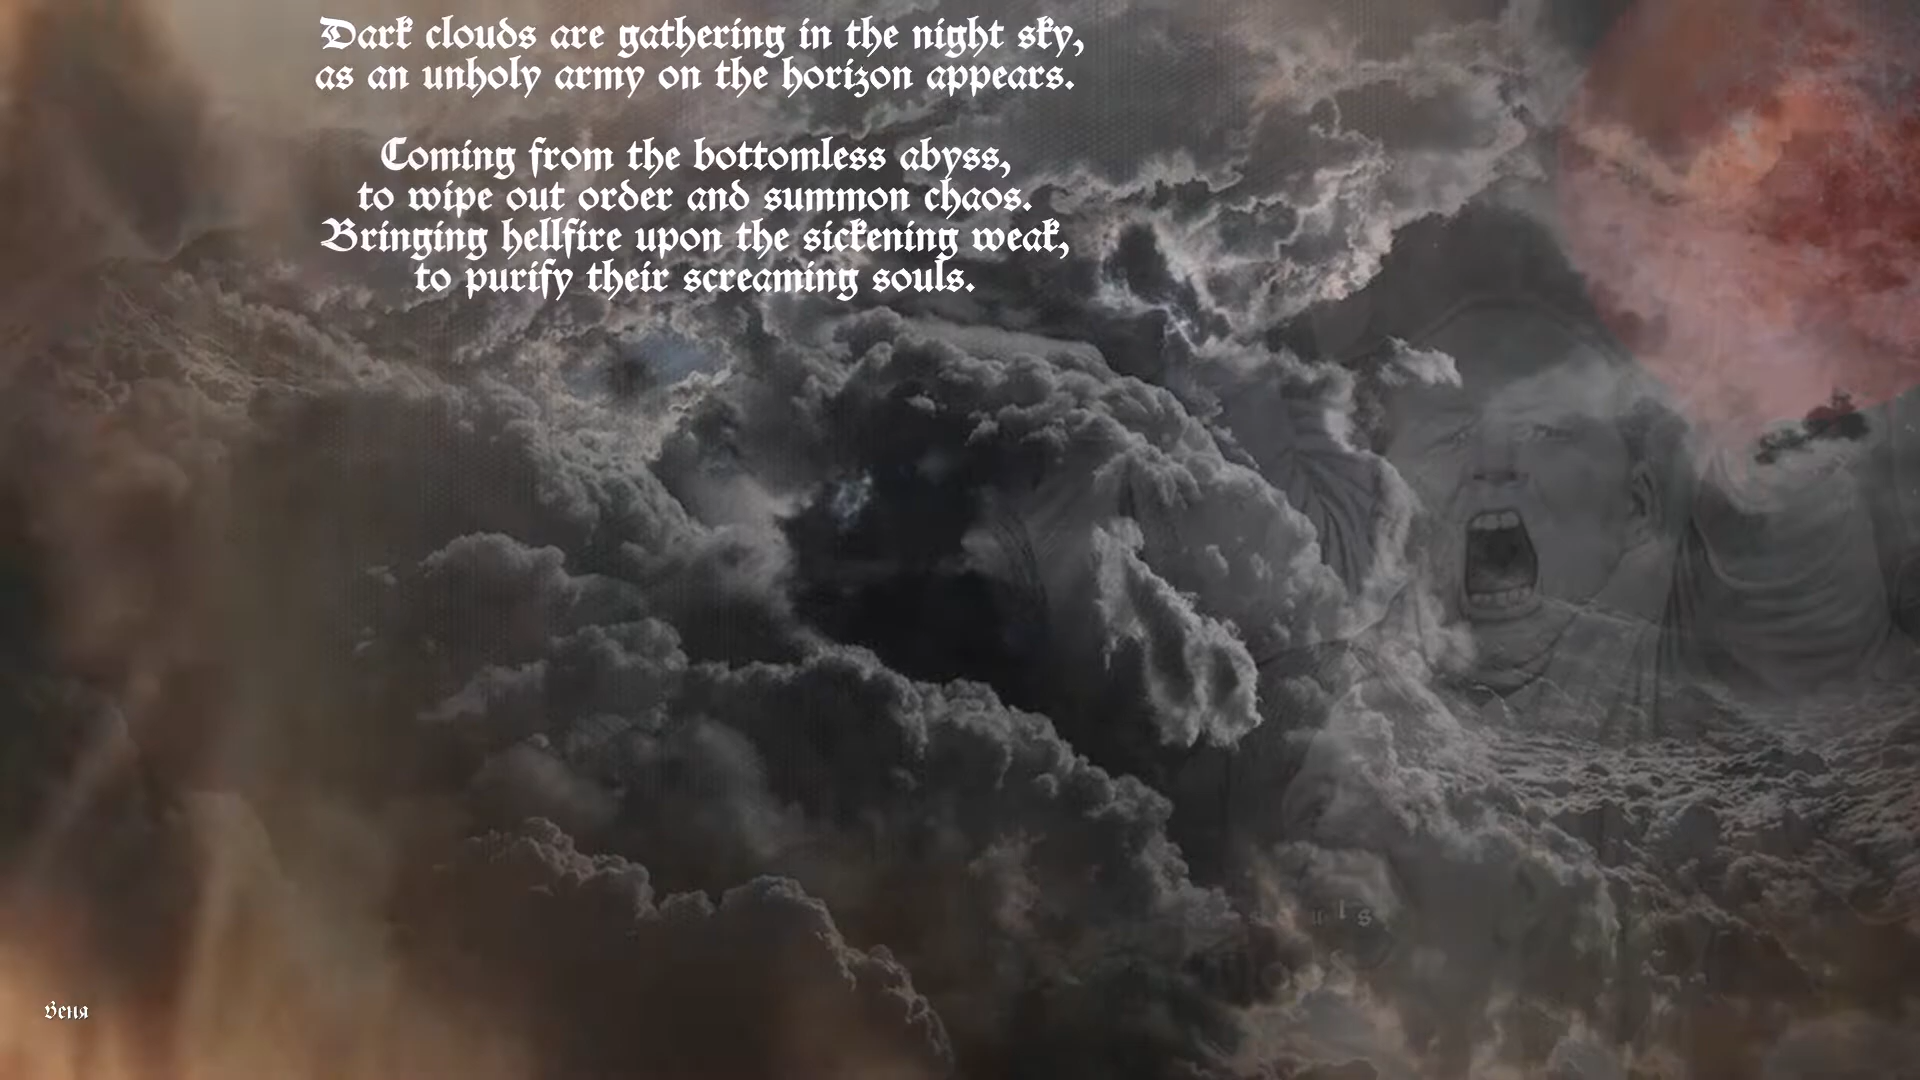 Dark clouds are gathering in the night sky,
as an unholy army on the horizon appears.
Coming from the bottomless abyss,
to wipe out order and summon chaos.
Bringing hellfire upon the sickening weak,
to purify their screaming souls.
Веня